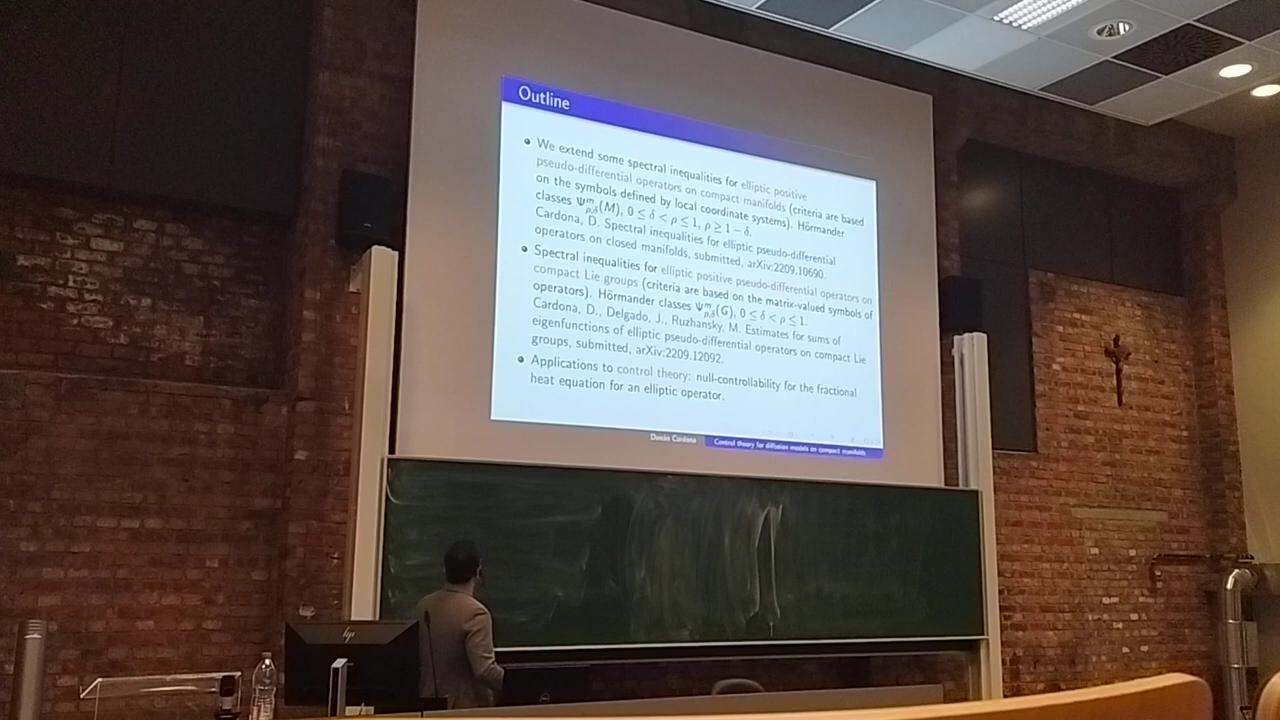 Outline
We extend some spectral inequalities for elliptic positive
pseudo-differential operators on compact manifolds (criteria are based
on the symbols defined by local coordinate systems). Hörmander
classes Ψ^m_{ρ,δ}(M), 0 ≤ δ < ρ ≤ 1, ρ ≥ 1 − δ.
Cardona, D. Spectral inequalities for elliptic pseudo-differential
operators on closed manifolds, submitted, arXiv:2209.10690.
Spectral inequalities for elliptic positive pseudo-differential operators on
compact Lie groups (criteria are based on the matrix-valued symbols of
operators). Hörmander classes Ψ^m_{ρ,δ}(G), 0 ≤ δ < ρ ≤ 1.
Cardona, D., Delgado, J., Ruzhansky, M. Estimates for sums of
eigenfunctions of elliptic pseudo-differential operators on compact Lie
groups, submitted, arXiv:2209.12092.
Applications to control theory: null-controllability for the fractional
heat equation for an elliptic operator.
Duván Cardona Control theory for diffusion models on compact manifolds
hp